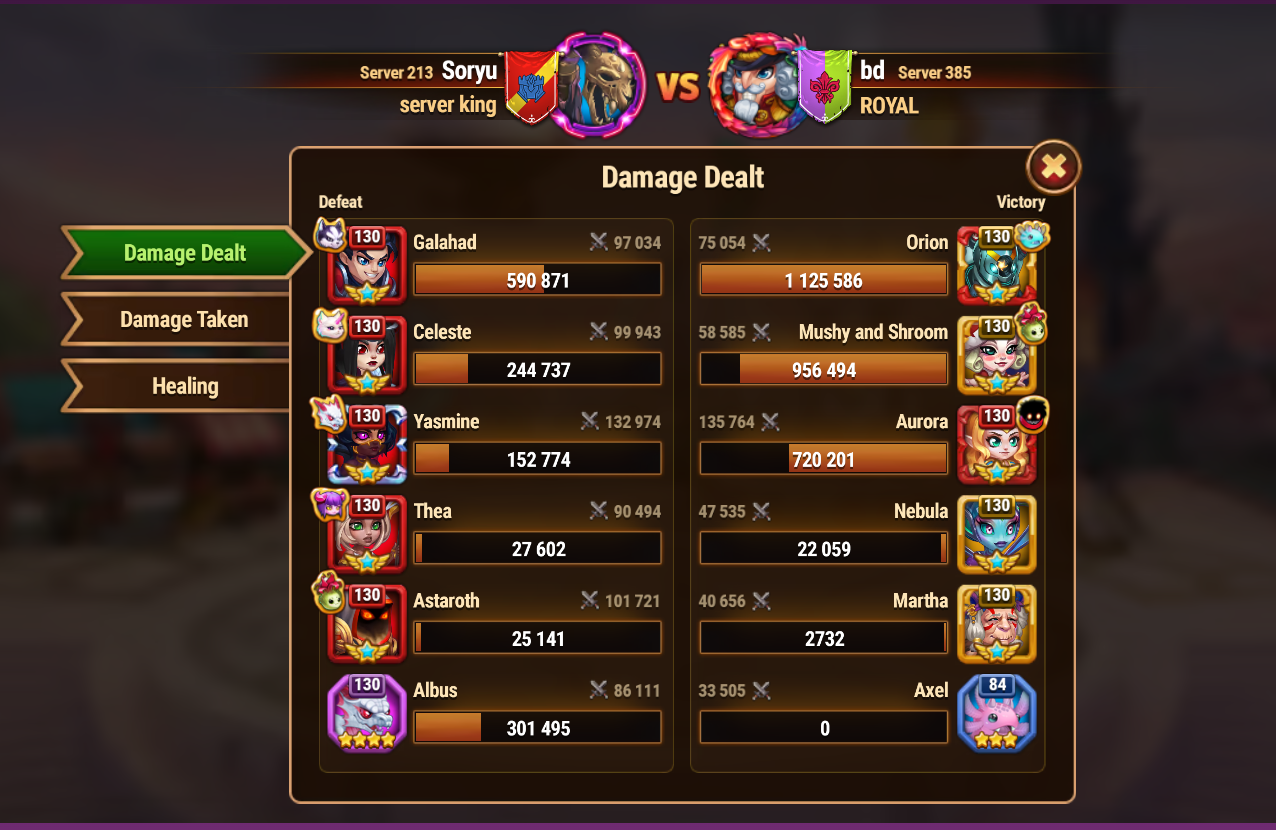 Server 213 Soryu
server king
VS
bd Server 385
ROYAL
Damage Dealt
Defeat
Victory
Damage Dealt
Damage Taken
Healing
130 Galahad 97 034
590 871
130 Celeste 99 943
244 737
130 Yasmine 132 974
152 774
130 Thea 90 494
27 602
130 Astaroth 101 721
25 141
130 Albus 86 111
301 495
75 054 Orion 130
1 125 586
58 585 Mushy and Shroom 130
956 494
135 764 Aurora 130
720 201
47 535 Nebula 130
22 059
40 656 Martha 130
2732
33 505 Axel 84
0